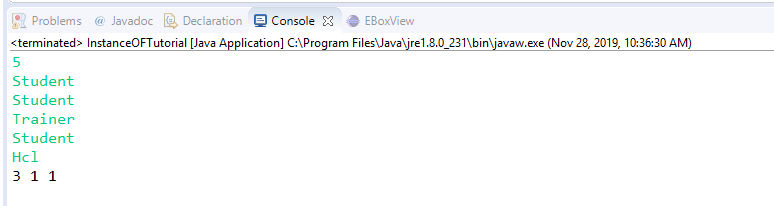 Problems @ Javadoc Declaration Console EBoxView
<terminated> InstanceOFTutorial [Java Application] C:\Program Files\Java\jre1.8.0_231\bin\javaw.exe (Nov 28, 2019, 10:36:30 AM)
5
Student
Student
Trainer
Student
Hcl
3 1 1